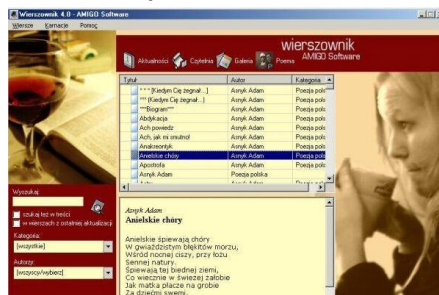 Wierszownik 4.0 - AMIGO Software
Wiersze Karnacje Pomoc
wierszownik
AMIGO Software
Aktualności Czytelnia Galeria Poemia
Tytuł Autor Kategoria
* * * [Kiedym Cię żegnał...] Asnyk Adam Poezja pols
*** [Kiedym Cię żegnał...] Asnyk Adam Poezja pols
***Biogram*** Asnyk Adam Poezja pols
Abdykacja Asnyk Adam Poezja pols
Ach powiedz Asnyk Adam Poezja pols
Ach, jak mi smutno! Asnyk Adam Poezja pols
Anakreontyk Asnyk Adam Poezja pols
Anielskie chóry Asnyk Adam Poezja pols
Apostrofa Asnyk Adam Poezja pols
Asnyk Adam Poezja polska
Wyszukaj:
szukaj też w treści
w wierszach z ostatniej aktualizacji
Kategoria:
[wszystkie]
Autorzy:
[wszyscy/wybierz]
Asnyk Adam
Anielskie chóry
Anielskie śpiewają chóry
W gwiaździstym błękitów morzu,
Wśród nocnej ciszy, przy łożu
Sennej natury.
Śpiewają tej biednej ziemi,
Co wiecznie w świeżej żałobie
Jak matka płacze na grobie
Za dziećmi swemi.